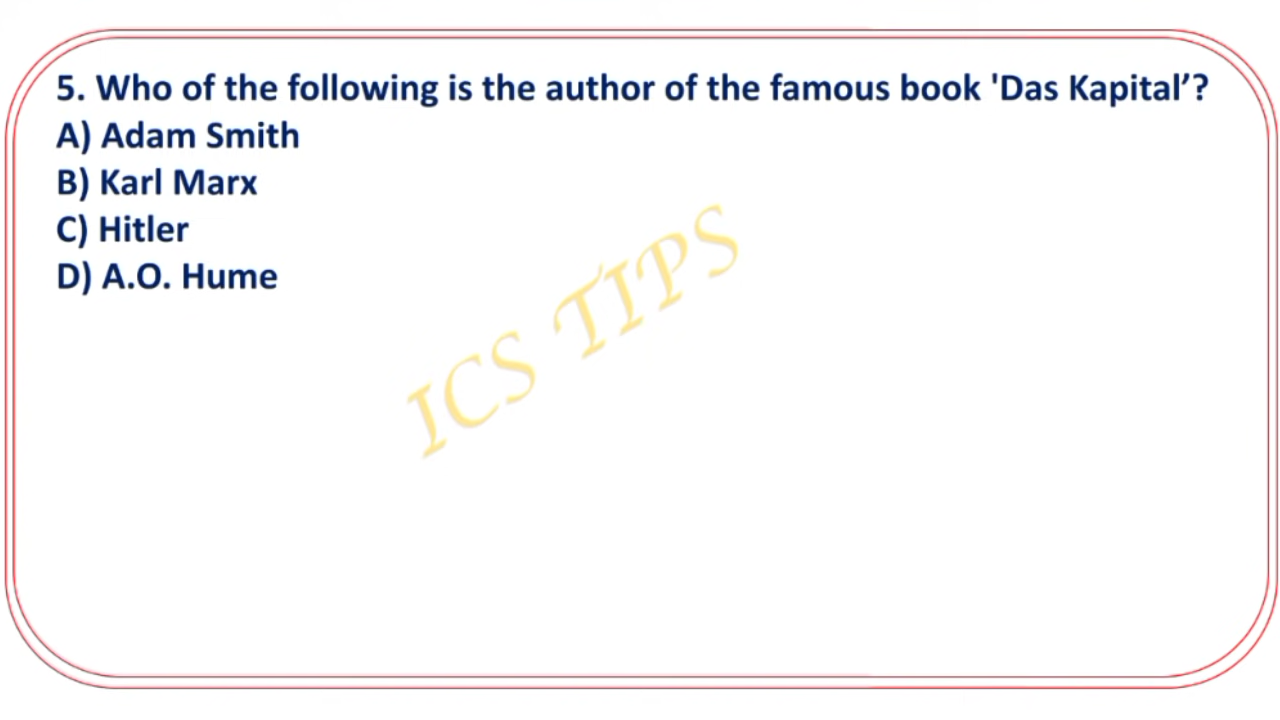 5. Who of the following is the author of the famous book 'Das Kapital’?
A) Adam Smith
B) Karl Marx
C) Hitler
D) A.O. Hume
ICS TIPS